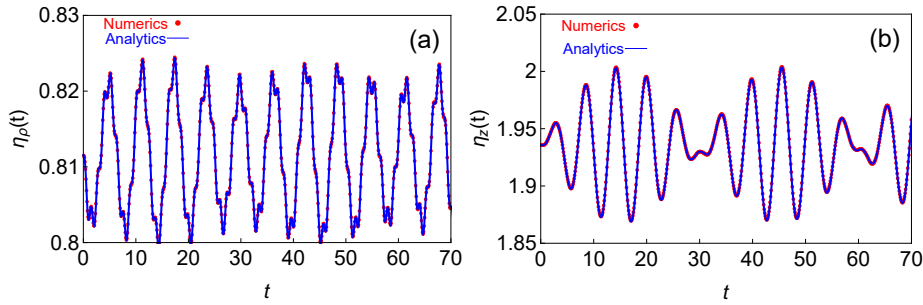 0.83
Numerics
Analytics
(a)
0.82
ηρ(t)
0.81
0.8
0 10 20 30 40 50 60 70
t
2.05
Numerics
Analytics
(b)
2
ηz(t)
1.95
1.9
1.85
0 10 20 30 40 50 60 70
t